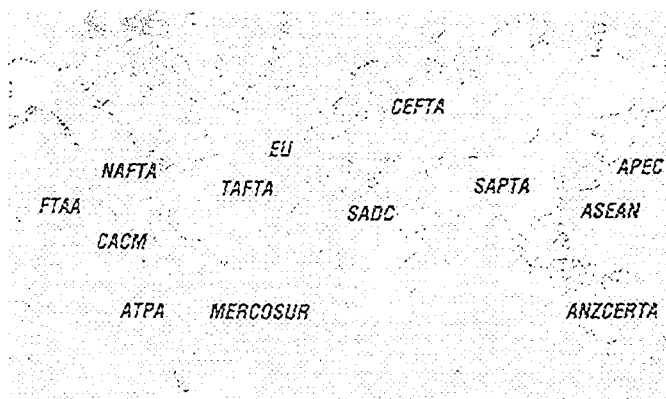 CEFTA
EU
NAFTA
APEC
TAFTA
SAPTA
FTAA
SADC
ASEAN
CACM
ATPA
MERCOSUR
ANZCERTA